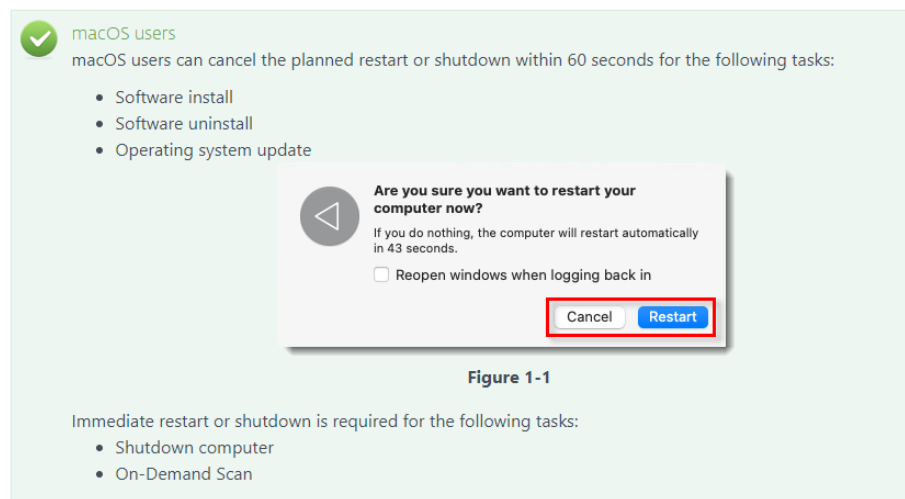 macOS users
macOS users can cancel the planned restart or shutdown within 60 seconds for the following tasks:
• Software install
• Software uninstall
• Operating system update
Are you sure you want to restart your
computer now?
If you do nothing, the computer will restart automatically
in 43 seconds.
Reopen windows when logging back in
Cancel Restart
Figure 1-1
Immediate restart or shutdown is required for the following tasks:
• Shutdown computer
• On-Demand Scan